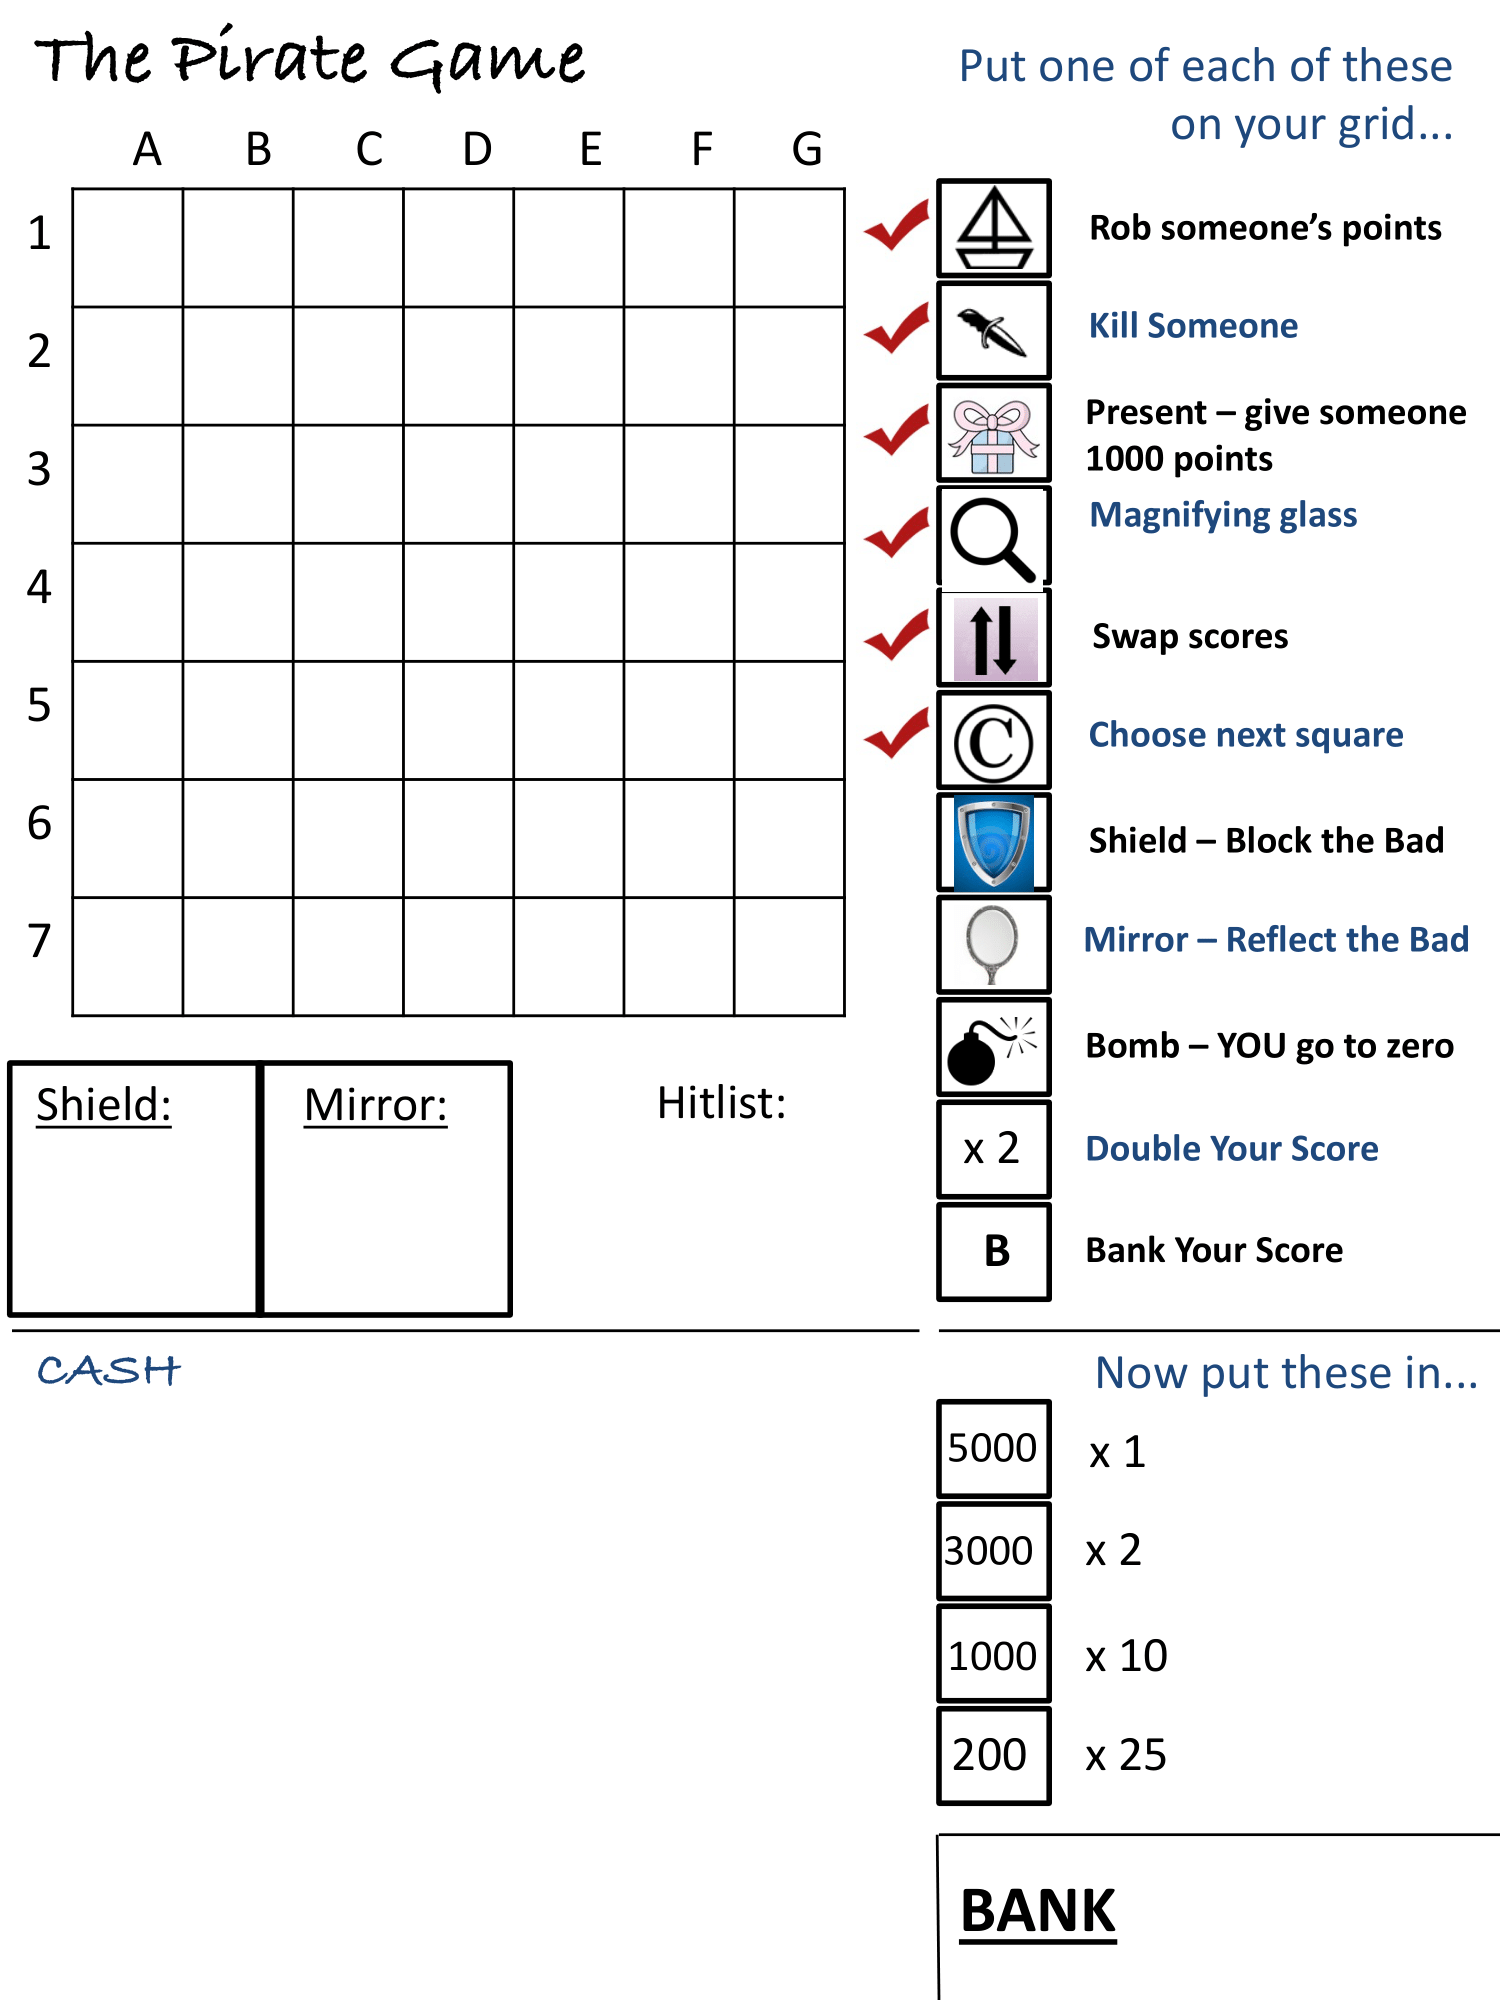 The Pirate Game
Put one of each of these
on your grid...
A B C D E F G
1
2
3
4
5
6
7
Rob someone’s points
Kill Someone
Present – give someone
1000 points
Magnifying glass
Swap scores
C
Choose next square
Shield – Block the Bad
Mirror – Reflect the Bad
Bomb – YOU go to zero
x 2 Double Your Score
B Bank Your Score
Shield:
Mirror:
Hitlist:
CASH
Now put these in...
5000 x 1
3000 x 2
1000 x 10
200 x 25
BANK